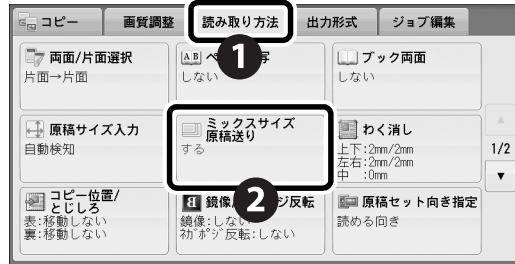 コピー
画質調整
読み取り方法
出力形式
ジョブ編集
1
両面/片面選択
片面→片面
しない
ブック両面
しない
原稿サイズ入力
自動検知
ミックスサイズ
原稿送り
する
わく消し
上下:2mm/2mm
左右:2mm/2mm
中 :0mm
1/2
2
コピー位置/
とじしろ
表:移動しない
裏:移動しない
鏡像
ジ反転
鏡像:しない
ネガポジ反転:しない
原稿セット向き指定
読める
向き